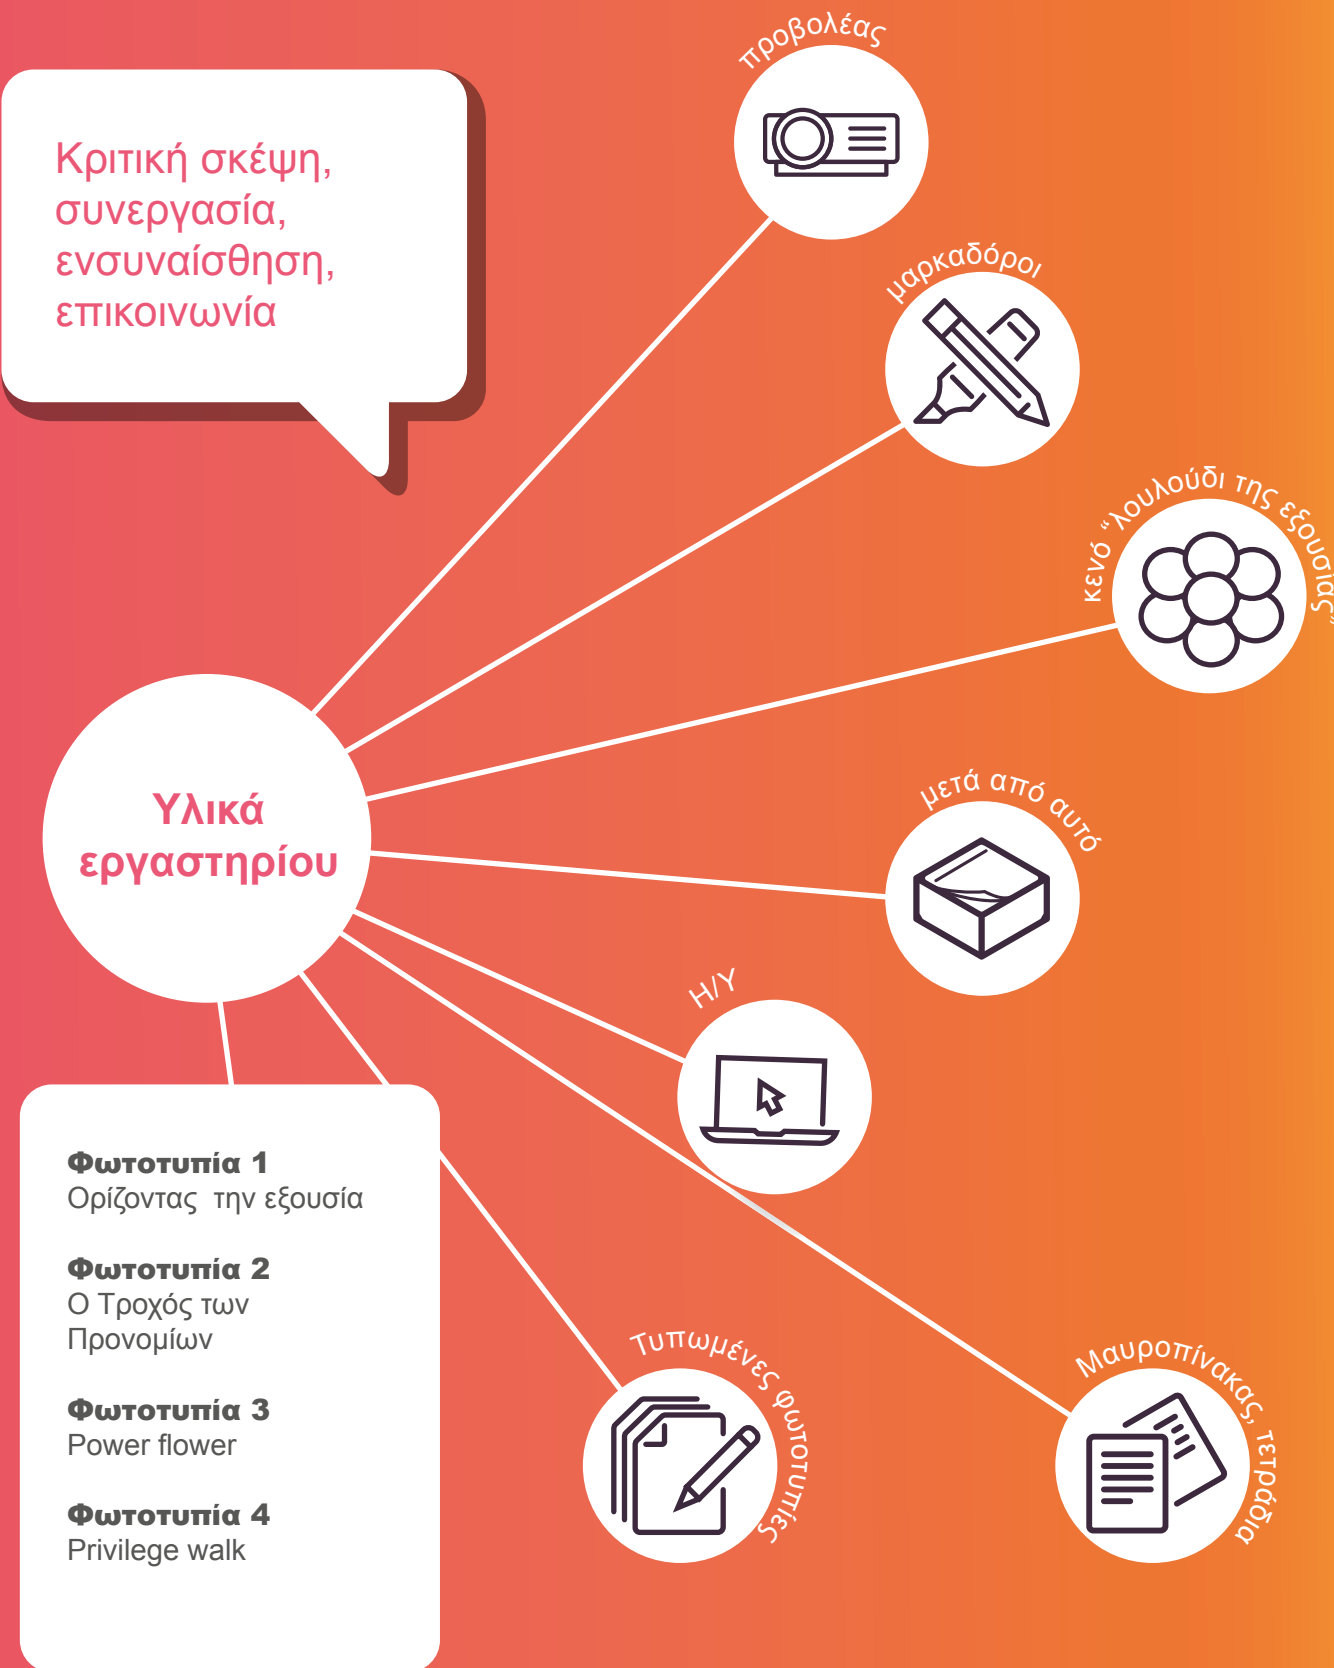 προβολέας
Κριτική σκέψη,
συνεργασία,
ενσυναίσθηση,
επικοινωνία
μαρκαδόροι
κενό “λουλούδι της εξουσίας”
Υλικά
εργαστηρίου
μετά από αυτό
Η/Υ
Φωτοτυπία 1
Ορίζοντας την εξουσία
Φωτοτυπία 2
Ο Τροχός των
Προνομίων
Φωτοτυπία 3
Power flower
Φωτοτυπία 4
Privilege walk
Τυπωμένες φωτοτυπίες
Μαυροπίνακας, τετράδια